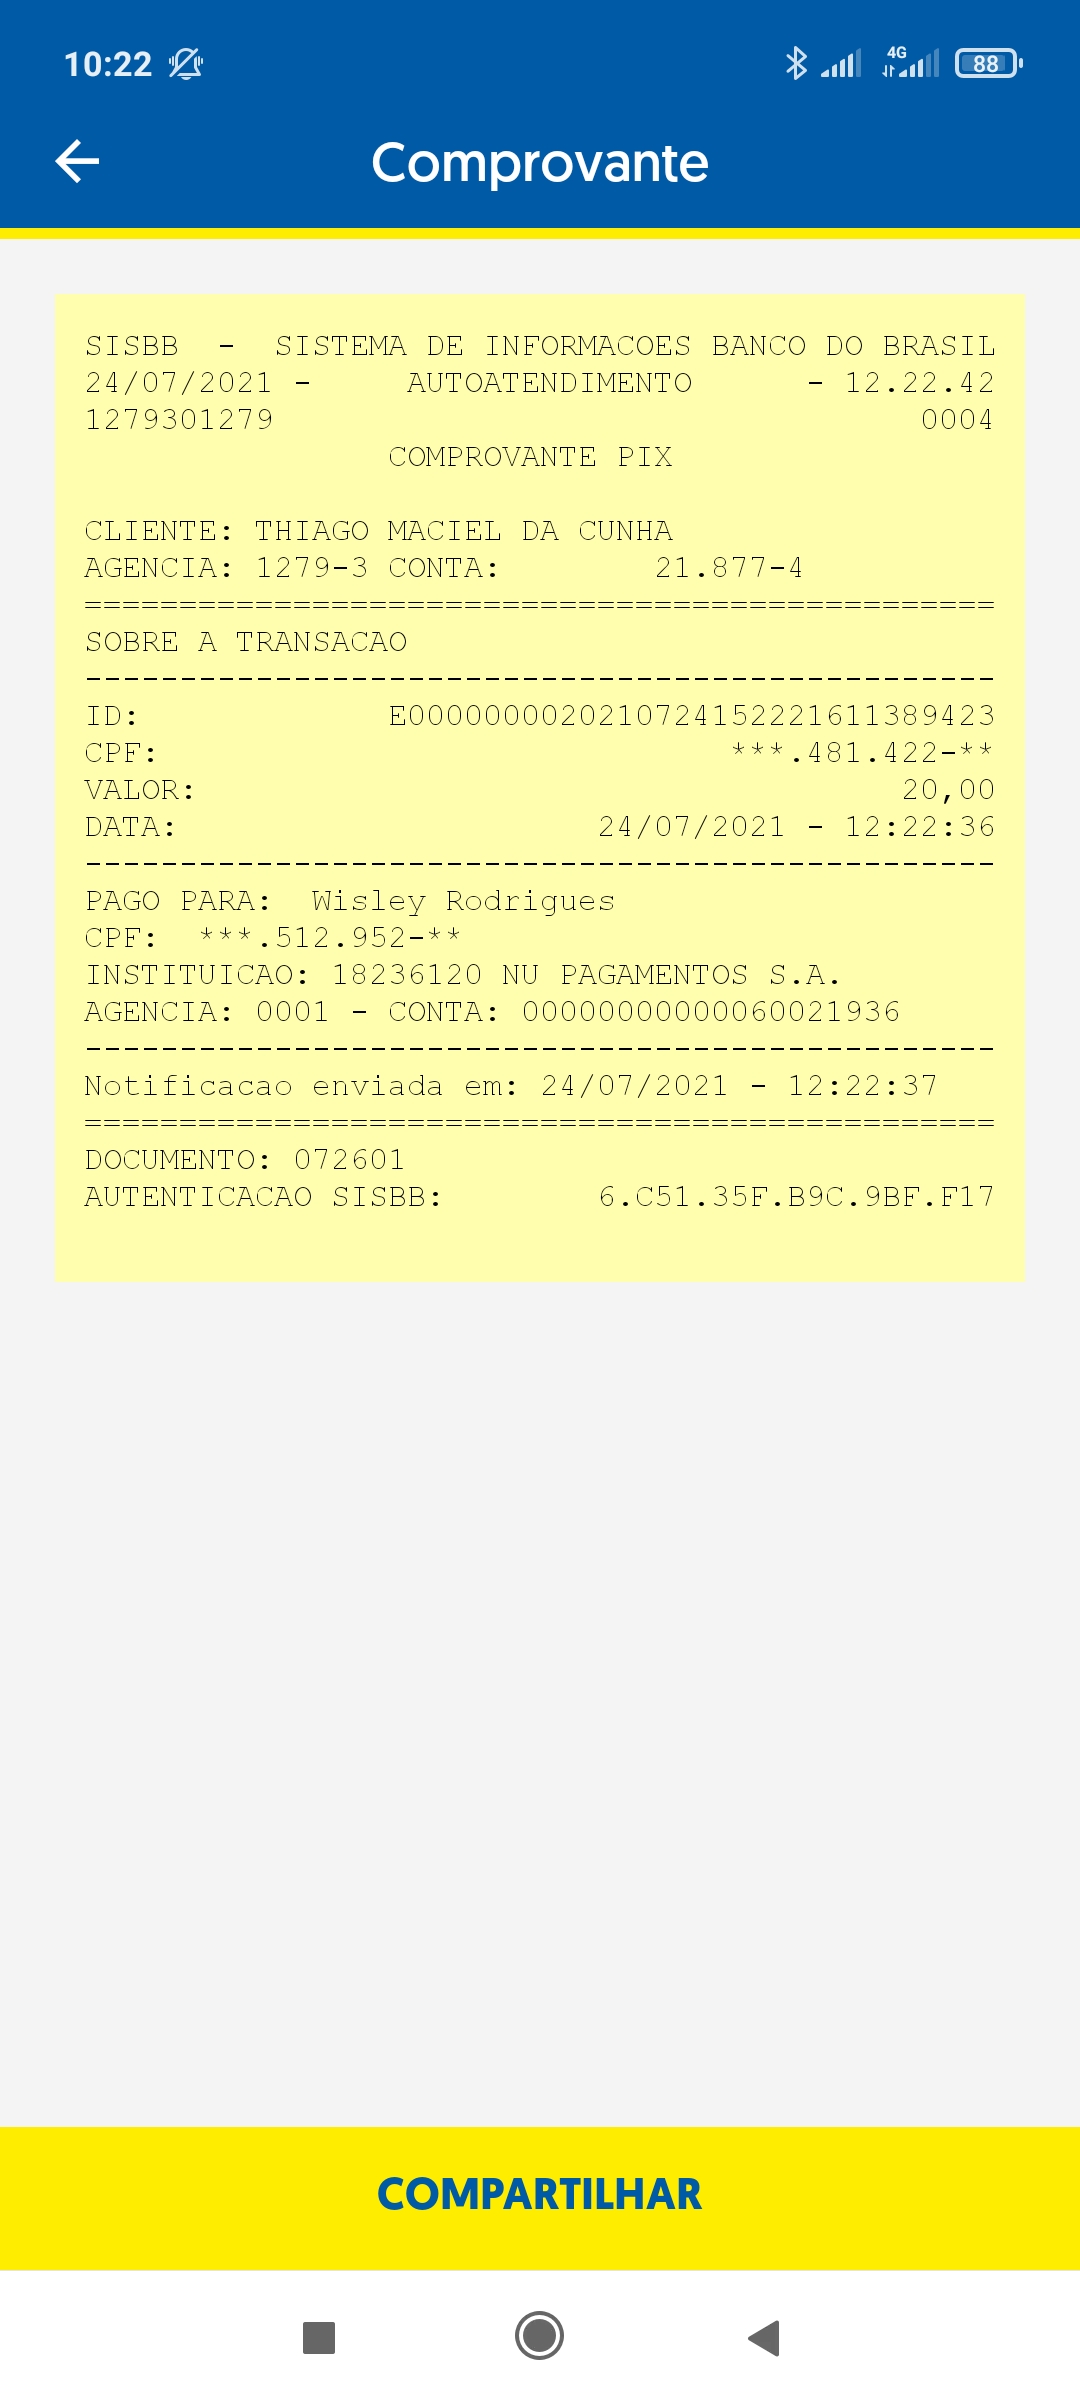 10:22
4G
88
Comprovante
SISBB - SISTEMA DE INFORMACOES BANCO DO BRASIL
24/07/2021 - AUTOATENDIMENTO - 12.22.42
1279301279 0004
COMPROVANTE PIX
CLIENTE: THIAGO MACIEL DA CUNHA
AGENCIA: 1279-3 CONTA: 21.877-4
================================================
SOBRE A TRANSACAO
------------------------------------------------
ID: E0000000020210724152221611389423
CPF: ***.481.422-**
VALOR: 20,00
DATA: 24/07/2021 - 12:22:36
------------------------------------------------
PAGO PARA: Wisley Rodrigues
CPF: ***.512.952-**
INSTITUICAO: 18236120 NU PAGAMENTOS S.A.
AGENCIA: 0001 - CONTA: 00000000000060021936
------------------------------------------------
Notificacao enviada em: 24/07/2021 - 12:22:37
================================================
DOCUMENTO: 072601
AUTENTICACAO SISBB: 6.C51.35F.B9C.9BF.F17
COMPARTILHAR